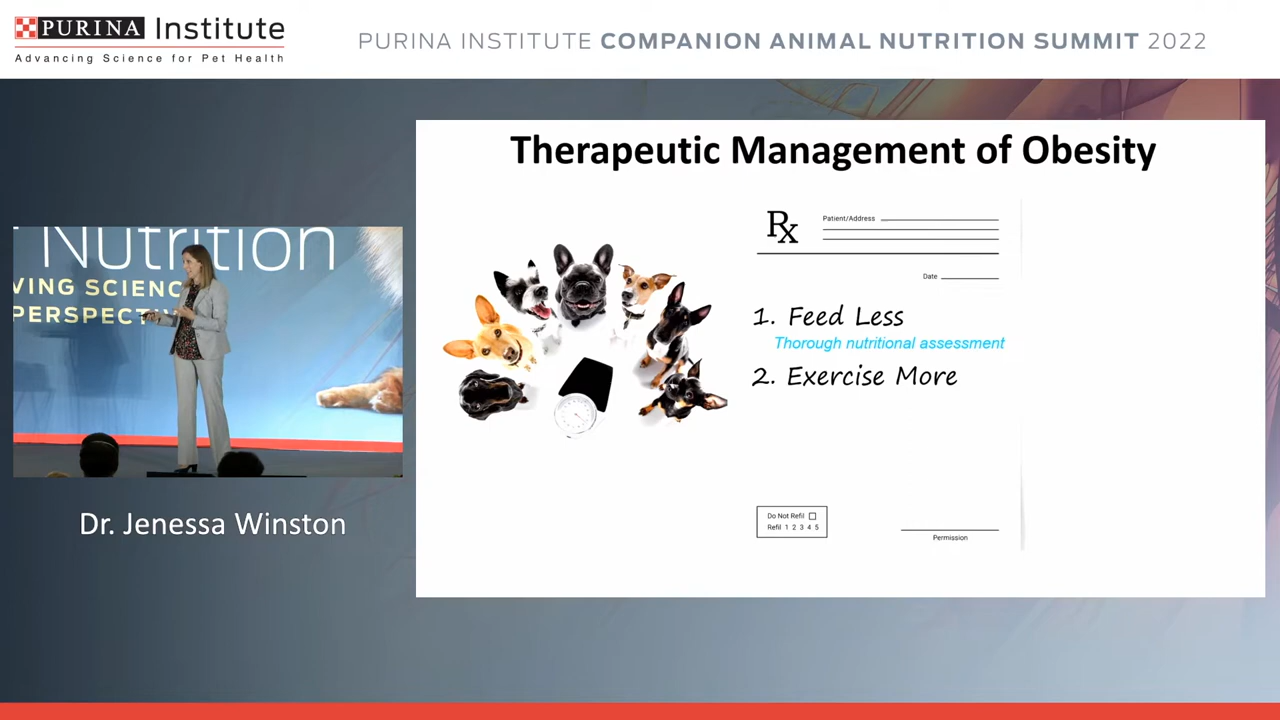 PURINA Institute
Advancing Science for Pet Health
PURINA INSTITUTE COMPANION ANIMAL NUTRITION SUMMIT 2022
Nutrition
VING SCIENC
PERSPECT
Dr. Jenessa Winston
Therapeutic Management of Obesity
Rx
Patient/Address
Date
1. Feed Less
Thorough nutritional assessment
2. Exercise More
Do Not Refil
Refil 1 2 3 4 5
Permission